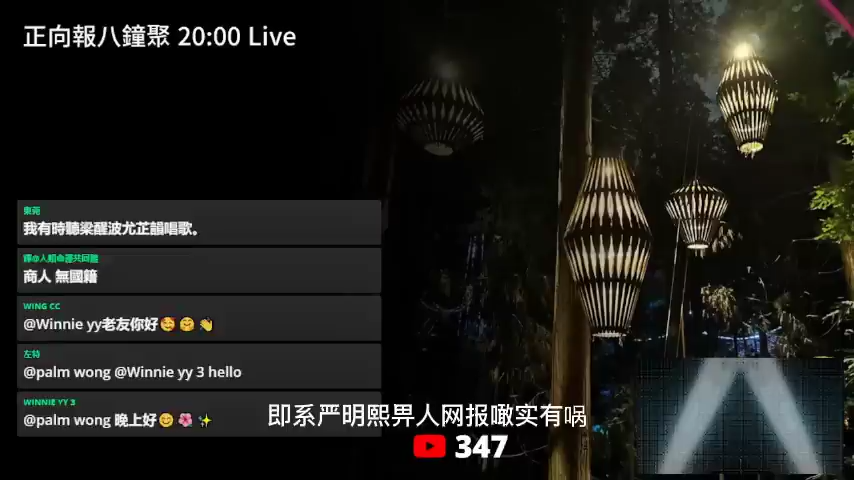 正向報八鐘聚 20:00 Live
東菀
我有時聽梁醒波尤芷韻唱歌。
商人 無國籍
WING CC
@Winnie yy老友你好🥰🤗👏
左特
@palm wong @Winnie yy 3 hello
WINNIE YY 3
@palm wong 晚上好😊🌺✨
即系严明熙畀人网报噉实有㖞
347